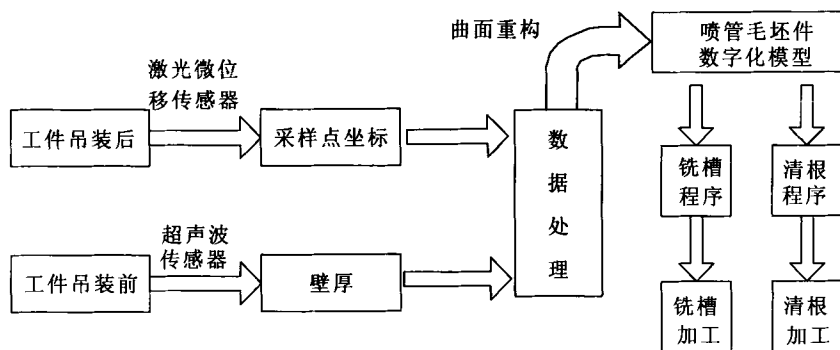 曲面重构
喷管毛坯件
数字化模型
激光微位
移传感器
工件吊装后
采样点坐标
数
据
处
理
铣槽
程序
清根
程序
超声波
传感器
工件吊装前
壁厚
铣槽
加工
清根
加工